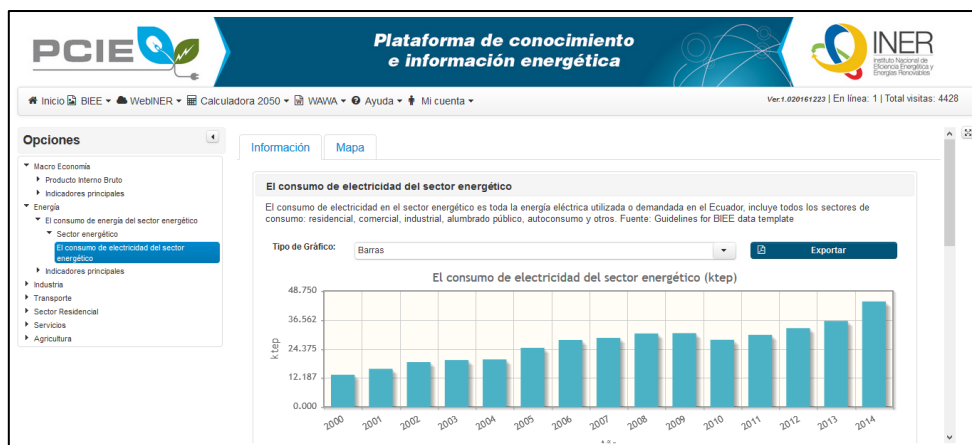 PCIE
Plataforma de conocimiento
e información energética
INER
Instituto Nacional de
Eficiencia Energética y
Energías Renovables
Inicio BIEE WebINER Calculadora 2050 WAWA Ayuda Mi cuenta
Ver.1.020161223 | En línea: 1 | Total visitas: 4428
Opciones
Macro Economía
Producto Interno Bruto
Indicadores principales
Energía
El consumo de energía del sector energético
Sector energético
El consumo de electricidad del sector
energético
Indicadores principales
Industria
Transporte
Sector Residencial
Servicios
Agricultura
Información Mapa
El consumo de electricidad del sector energético
El consumo de electricidad en el sector energético es toda la energía eléctrica utilizada o demandada en el Ecuador, incluye todos los sectores de
consumo: residencial, comercial, industrial, alumbrado público, autoconsumo y otros. Fuente: Guidelines for BIEE data template
Tipo de Gráfico: Barras Exportar
El consumo de electricidad del sector energético (ktep)
48.750
36.562
24.375
12.187
0.000
ktep
2000 2001 2002 2003 2004 2005 2006 2007 2008 2009 2010 2011 2012 2013 2014